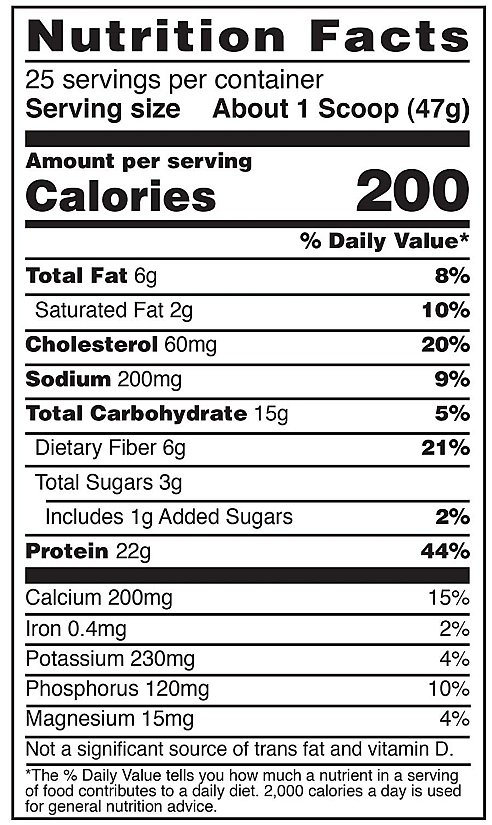 Nutrition Facts
25 servings per container
Serving size About 1 Scoop (47g)
Amount per serving
Calories 200
% Daily Value*
Total Fat 6g 8%
Saturated Fat 2g 10%
Cholesterol 60mg 20%
Sodium 200mg 9%
Total Carbohydrate 15g 5%
Dietary Fiber 6g 21%
Total Sugars 3g
Includes 1g Added Sugars 2%
Protein 22g 44%
Calcium 200mg 15%
Iron 0.4mg 2%
Potassium 230mg 4%
Phosphorus 120mg 10%
Magnesium 15mg 4%
Not a significant source of trans fat and vitamin D.
*The % Daily Value tells you how much a nutrient in a serving
of food contributes to a daily diet. 2,000 calories a day is used
for general nutrition advice.